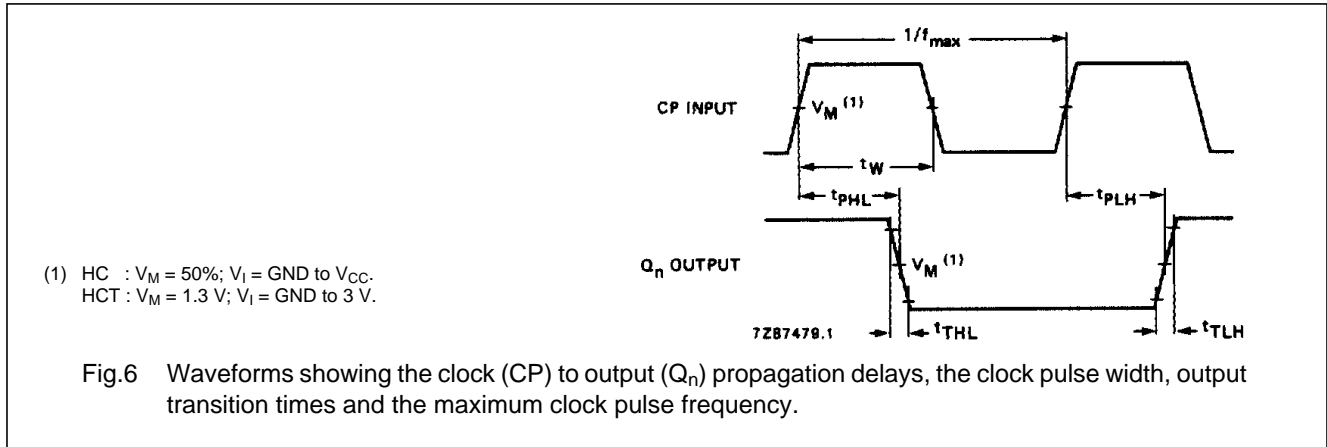 1/fmax
CP INPUT
VM (1)
tW
tPHL
tPLH
Qn OUTPUT
VM (1)
(1) HC : VM = 50%; VI = GND to VCC.
HCT : VM = 1.3 V; VI = GND to 3 V.
7Z87479.1
tTHL
tTLH
Fig.6 Waveforms showing the clock (CP) to output (Qn) propagation delays, the clock pulse width, output
transition times and the maximum clock pulse frequency.